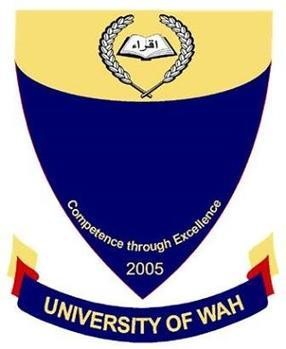 اقراء
Competence through Excellence
2005
UNIVERSITY OF WAH